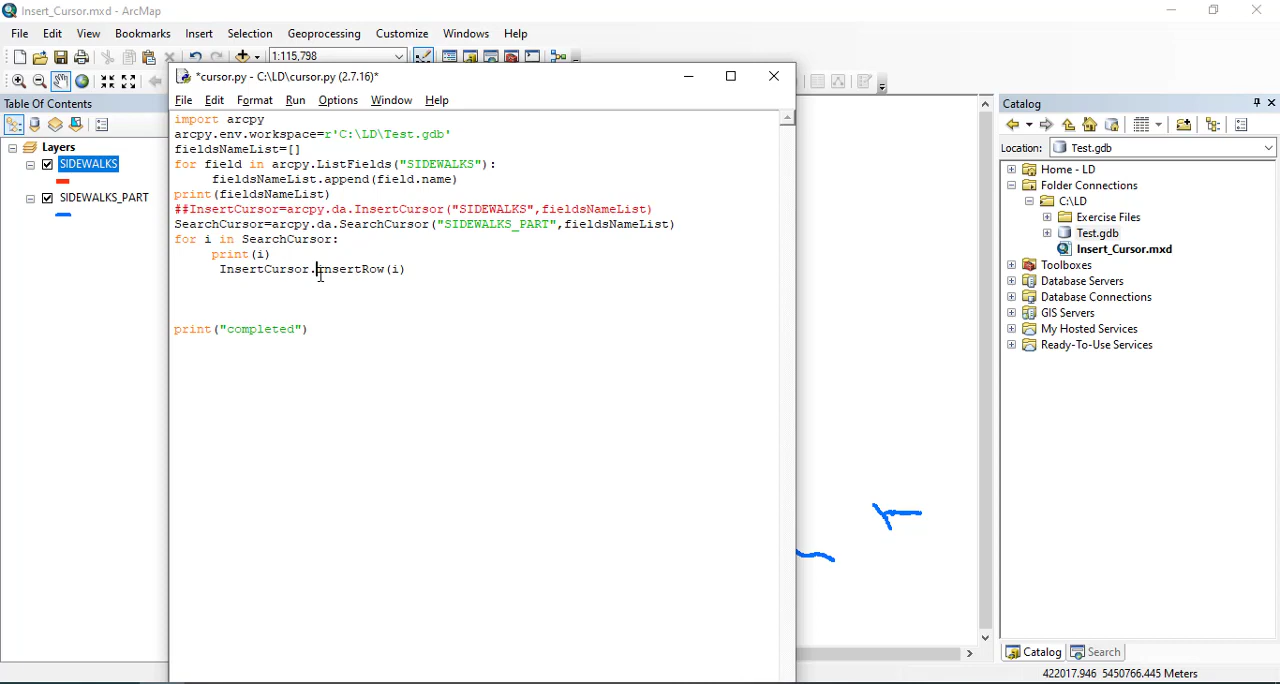 Insert_Cursor.mxd - ArcMap
File Edit View Bookmarks Insert Selection Geoprocessing Customize Windows Help
1:115,798
*cursor.py - C:\LD\cursor.py (2.7.16)*
File Edit Format Run Options Window Help
import arcpy
arcpy.env.workspace=r'C:\LD\Test.gdb'
fieldsNameList=[]
for field in arcpy.ListFields("SIDEWALKS"):
fieldsNameList.append(field.name)
print(fieldsNameList)
##InsertCursor=arcpy.da.InsertCursor("SIDEWALKS",fieldsNameList)
SearchCursor=arcpy.da.SearchCursor("SIDEWALKS_PART",fieldsNameList)
for i in SearchCursor:
print(i)
InsertCursor.insertRow(i)
print("completed")
Table Of Contents
Layers
SIDEWALKS
SIDEWALKS_PART
Catalog
Location: Test.gdb
Home - LD
Folder Connections
C:\LD
Exercise Files
Test.gdb
Insert_Cursor.mxd
Toolboxes
Database Servers
Database Connections
GIS Servers
My Hosted Services
Ready-To-Use Services
Catalog Search
422017.946 5450766.445 Meters